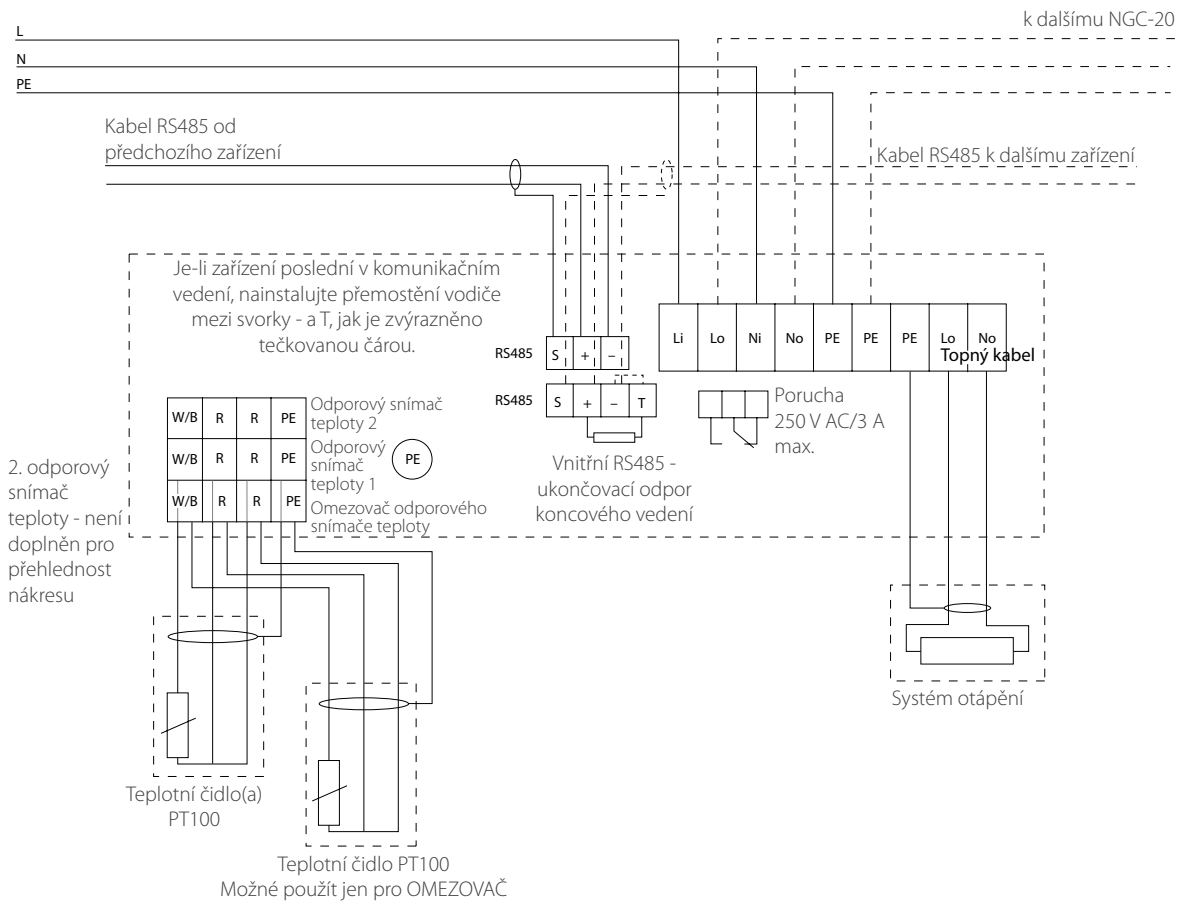 k dalšímu NGC-20
L
N
PE
Kabel RS485 od
předchozího zařízení
Kabel RS485 k dalšímu zařízení
Je-li zařízení poslední v komunikačním
vedení, nainstalujte přemostění vodiče
mezi svorky - a T, jak je zvýrazněno
tečkovanou čárou.
RS485 S + –
RS485 S + – T
Li Lo Ni No PE PE PE Lo No
Topný kabel
Porucha
250 V AC/3 A
max.
Vnitřní RS485 -
ukončovací odpor
koncového vedení
W/B R R PE
Odporový snímač
teploty 2
W/B R R PE
Odporový
snímač
teploty 1
PE
W/B R R PE
Omezovač odporového
snímače teploty
2. odporový
snímač
teploty - není
doplněn pro
přehlednost
nákresu
Systém otápění
Teplotní čidlo(a)
PT100
Teplotní čidlo PT100
Možné použít jen pro OMEZOVAČ